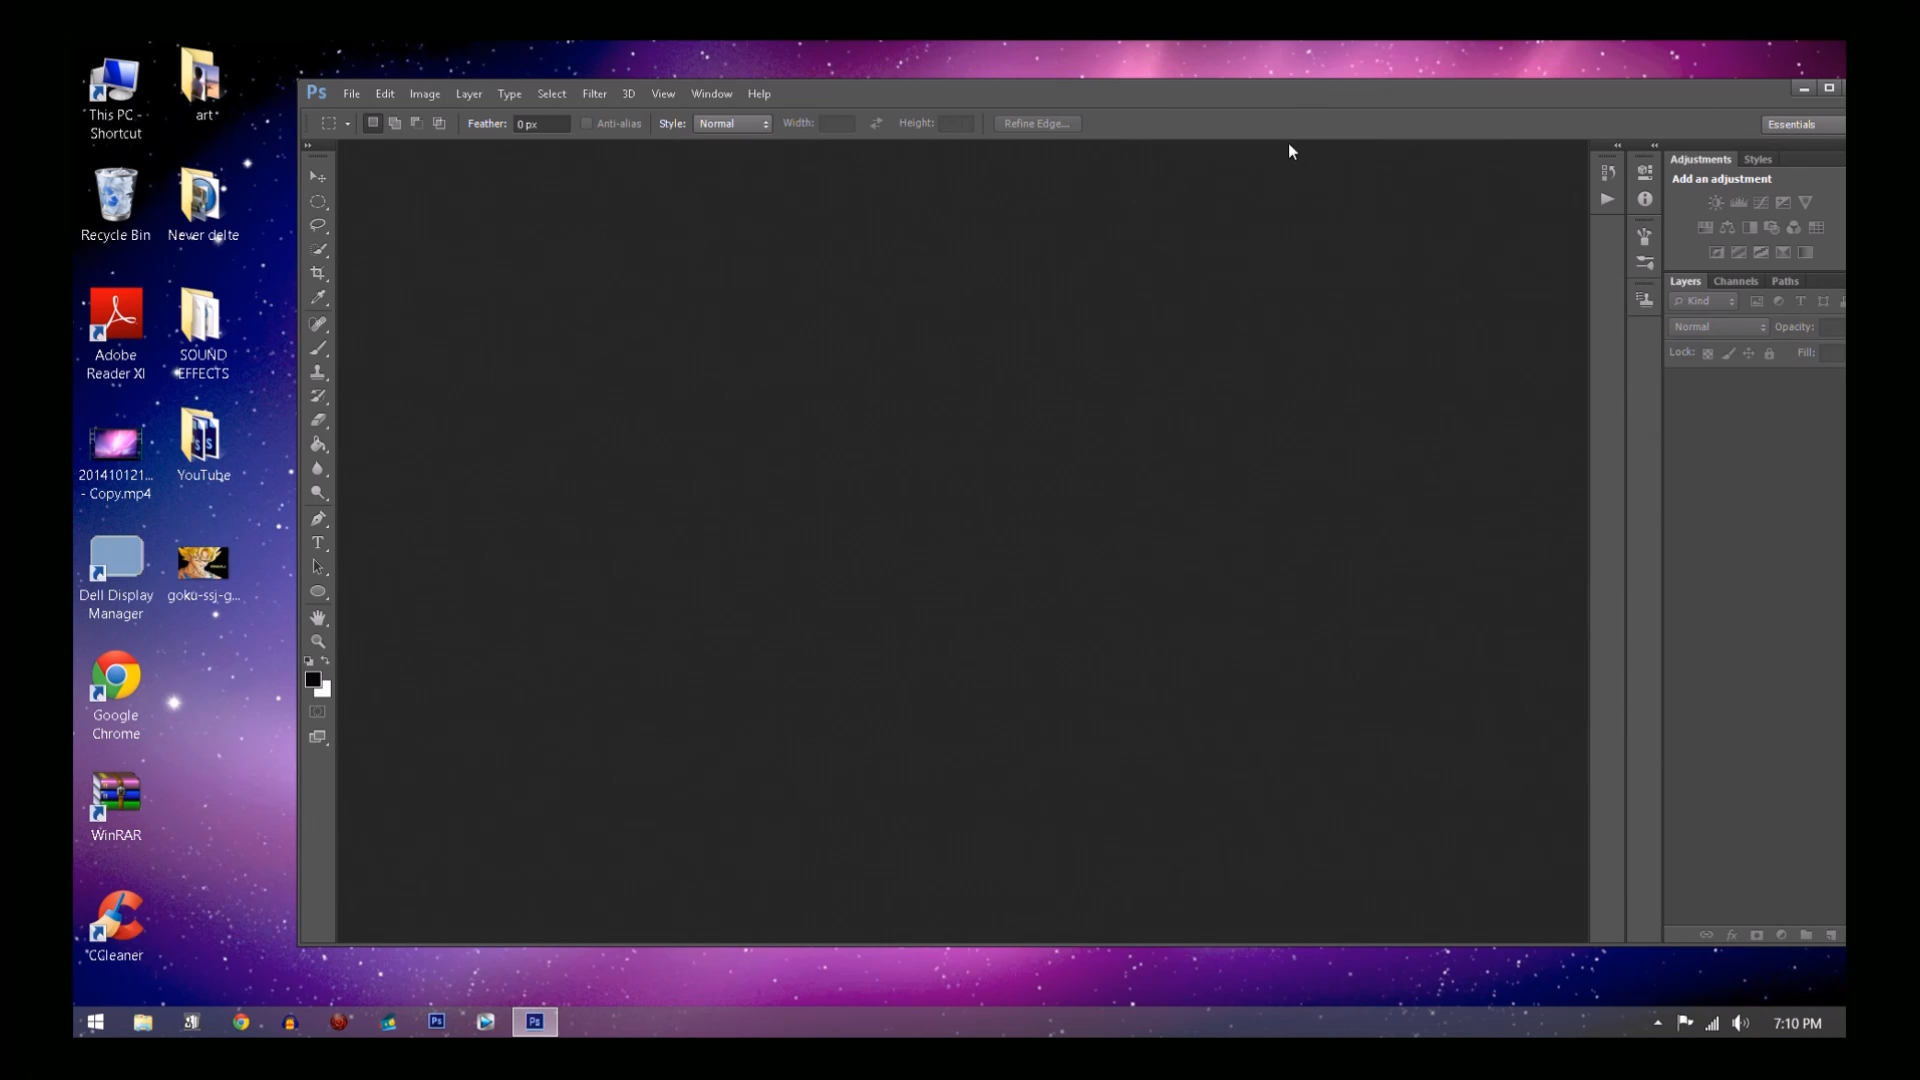 This PC -
Shortcut
art
Recycle Bin
Never delte
Adobe
Reader XI
SOUND
EFFECTS
201410121...
- Copy.mp4
YouTube
Dell Display
Manager
goku-ssj-g...
Google
Chrome
WinRAR
CCleaner
Ps File Edit Image Layer Type Select Filter 3D View Window Help
Feather: 0 px Anti-alias Style: Normal Width: Height: Refine Edge... Essentials
Adjustments Styles
Add an adjustment
Layers Channels Paths
Kind
Normal Opacity:
Lock: Fill:
Ps Ps 7:10 PM